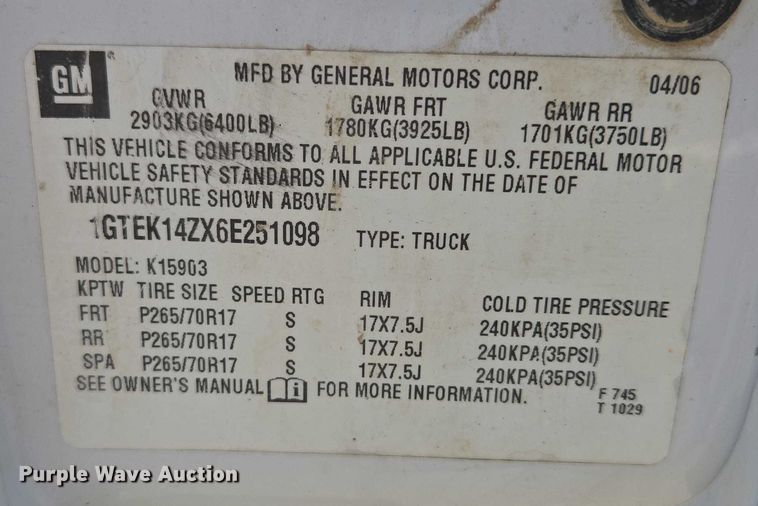 GM
MFD BY GENERAL MOTORS CORP. 04/06
GVWR GAWR FRT GAWR RR
2903KG(6400LB) 1780KG(3925LB) 1701KG(3750LB)
THIS VEHICLE CONFORMS TO ALL APPLICABLE U.S. FEDERAL MOTOR
VEHICLE SAFETY STANDARDS IN EFFECT ON THE DATE OF
MANUFACTURE SHOWN ABOVE.
1GTEK14ZX6E251098 TYPE: TRUCK
MODEL: K15903
KPTW TIRE SIZE SPEED RTG RIM COLD TIRE PRESSURE
FRT P265/70R17 S 17X7.5J 240KPA(35PSI)
RR P265/70R17 S 17X7.5J 240KPA(35PSI)
SPA P265/70R17 S 17X7.5J 240KPA(35PSI)
SEE OWNER'S MANUAL i FOR MORE INFORMATION. F 745
T 1029
Purple Wave Auction